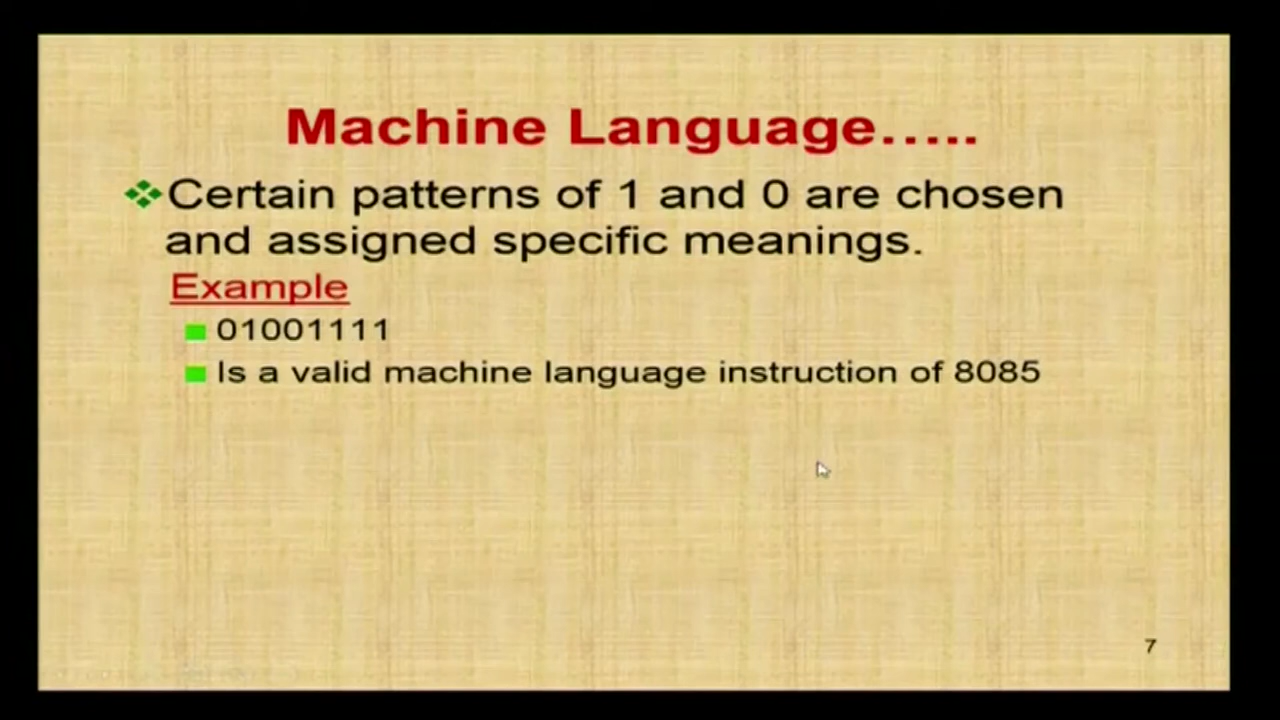 Machine Language.....
Certain patterns of 1 and 0 are chosen
and assigned specific meanings.
Example
01001111
Is a valid machine language instruction of 8085
7